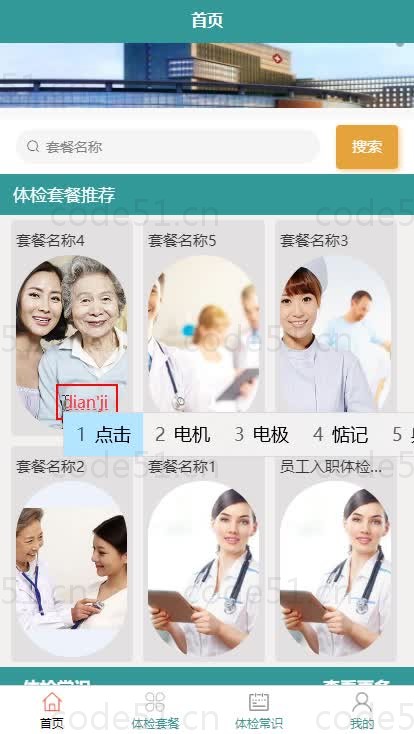 首页
套餐名称
搜索
体检套餐推荐
code51.cn
套餐名称4
套餐名称5
套餐名称3
dian'ji
1 点击 2 电机 3 电极 4 惦记 5
套餐名称2
套餐名称1
员工入职体检...
code51.cn
首页
体检套餐
体检常识
我的